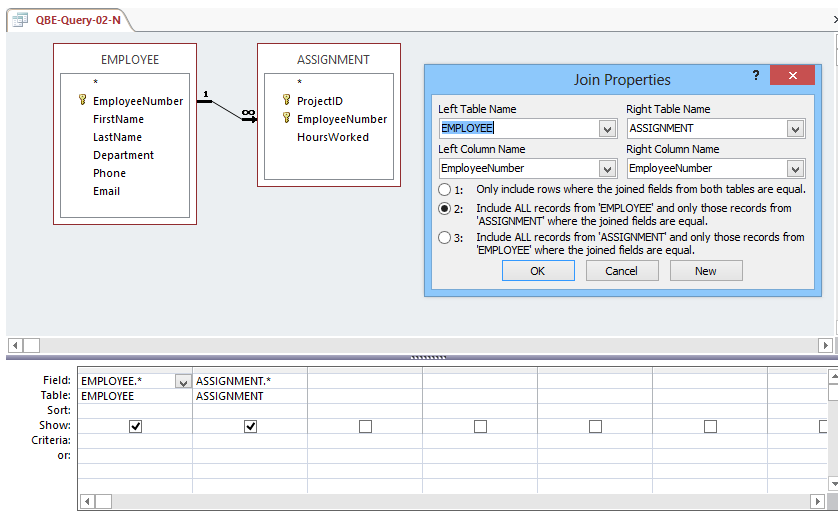 QBE-Query-02-N
EMPLOYEE
*
EmployeeNumber
FirstName
LastName
Department
Phone
Email
1
∞
ASSIGNMENT
*
ProjectID
EmployeeNumber
HoursWorked
Join Properties
?
Left Table Name
Right Table Name
EMPLOYEE
ASSIGNMENT
Left Column Name
Right Column Name
EmployeeNumber
EmployeeNumber
1: Only include rows where the joined fields from both tables are equal.
2: Include ALL records from 'EMPLOYEE' and only those records from
'ASSIGNMENT' where the joined fields are equal.
3: Include ALL records from 'ASSIGNMENT' and only those records from
'EMPLOYEE' where the joined fields are equal.
OK Cancel New
Field: EMPLOYEE.* ASSIGNMENT.*
Table: EMPLOYEE ASSIGNMENT
Sort:
Show:
Criteria:
or: